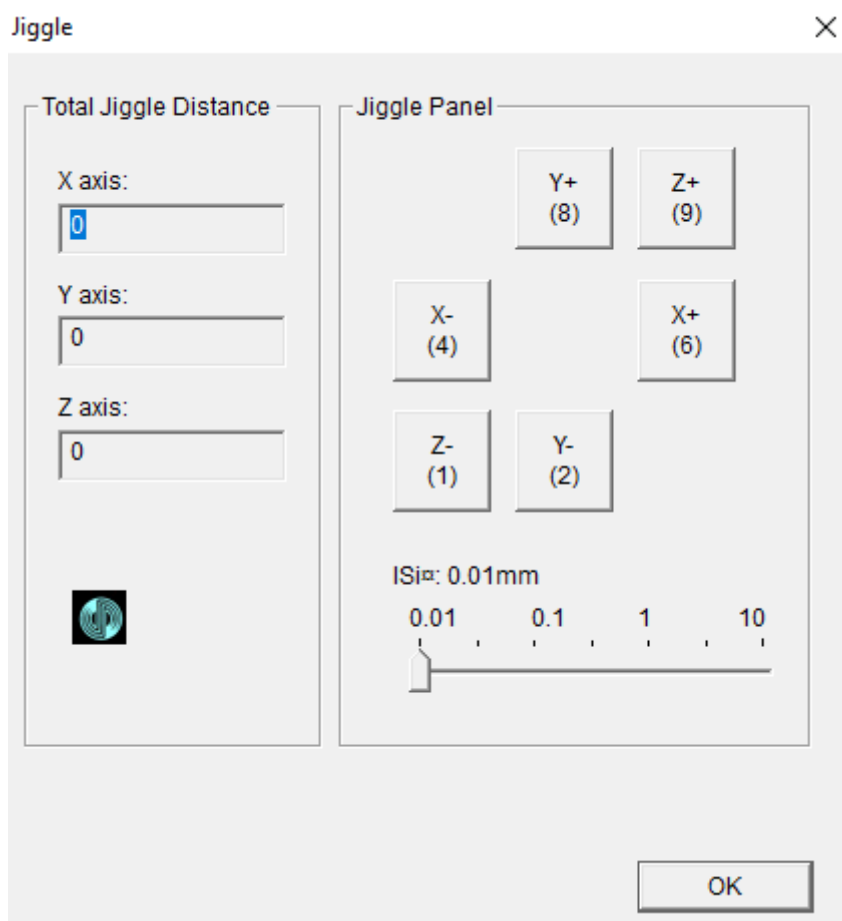 Jiggle
Total Jiggle Distance
X axis:
0
Y axis:
0
Z axis:
0
Jiggle Panel
Y+
(8)
Z+
(9)
X-
(4)
X+
(6)
Z-
(1)
Y-
(2)
ISi¤: 0.01mm
0.01 0.1 1 10
OK